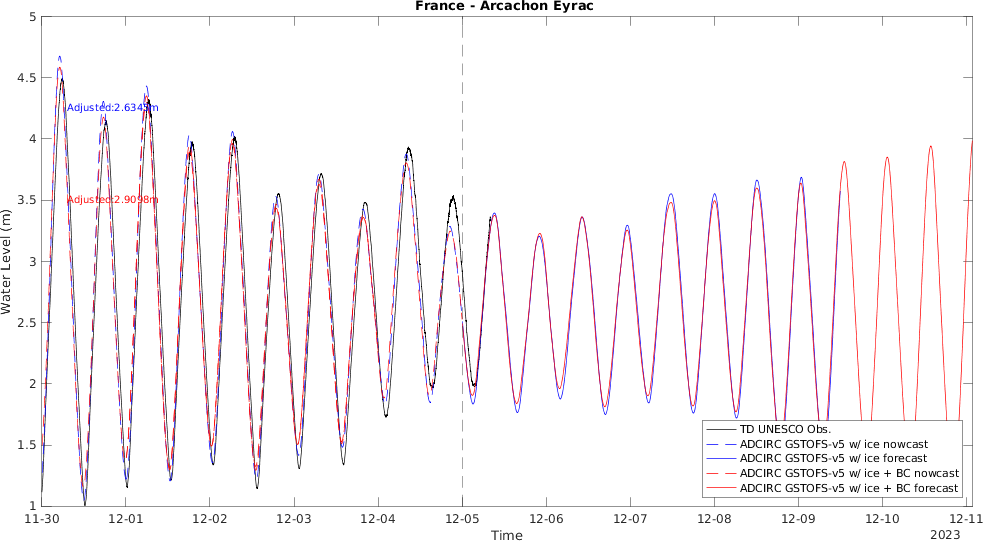 France - Arcachon Eyrac
Water Level (m)
5
4.5
4
3.5
3
2.5
2
1.5
1
Adjusted:2.6345m
Adjusted:2.9098m
TD UNESCO Obs.
ADCIRC GSTOFS-v5 w/ ice nowcast
ADCIRC GSTOFS-v5 w/ ice forecast
ADCIRC GSTOFS-v5 w/ ice + BC nowcast
ADCIRC GSTOFS-v5 w/ ice + BC forecast
11-30 12-01 12-02 12-03 12-04 12-05 12-06 12-07 12-08 12-09 12-10 12-11
Time
2023